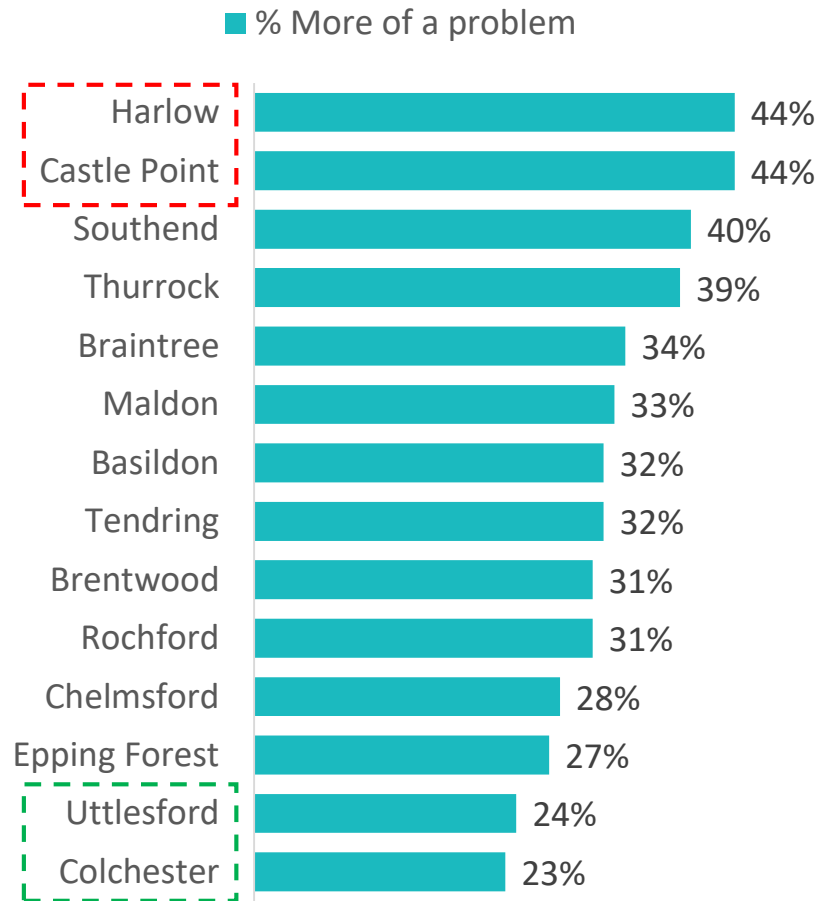 % More of a problem
Harlow 44%
Castle Point 44%
Southend 40%
Thurrock 39%
Braintree 34%
Maldon 33%
Basildon 32%
Tendring 32%
Brentwood 31%
Rochford 31%
Chelmsford 28%
Epping Forest 27%
Uttlesford 24%
Colchester 23%